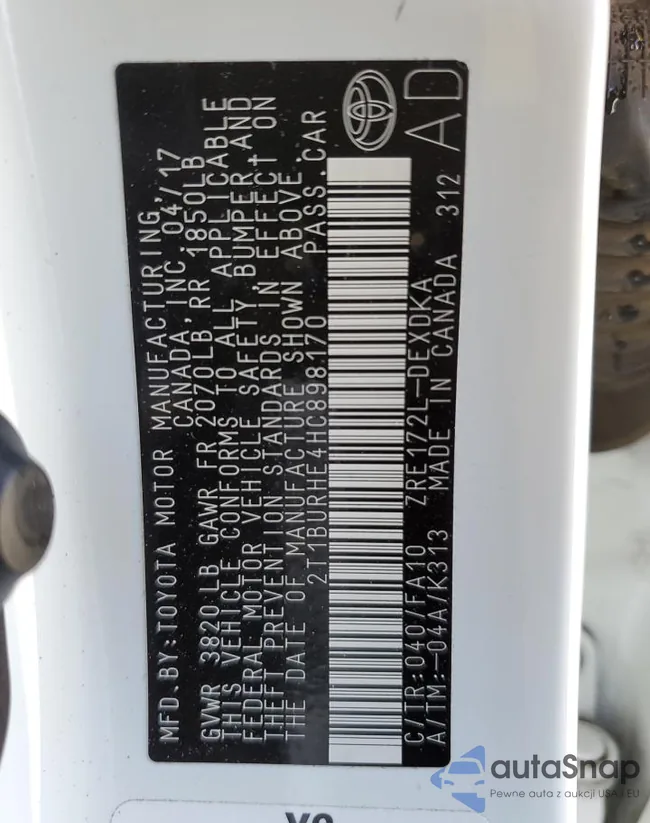 MFD.BY:TOYOTA MOTOR MANUFACTURING,
CANADA,INC.04/17
GVWR 3820 LB GAWR FR 2070LB,RR 1850LB
THIS VEHICLE CONFORMS TO ALL APPLICABLE
FEDERAL MOTOR VEHICLE SAFETY,BUMPER,AND
THEFT PREVENTION STANDARDS IN EFFECT ON
THE DATE OF MANUFACTURE SHOWN ABOVE.
2T1BURHE4HC898170 PASS.CAR
C/TR:040/FA10 ZRE172L-DEXDKA
A/TM:-04A/K313 MADE IN CANADA 312 AD
autaSnap
Pewne auta z aukcji USA i EU